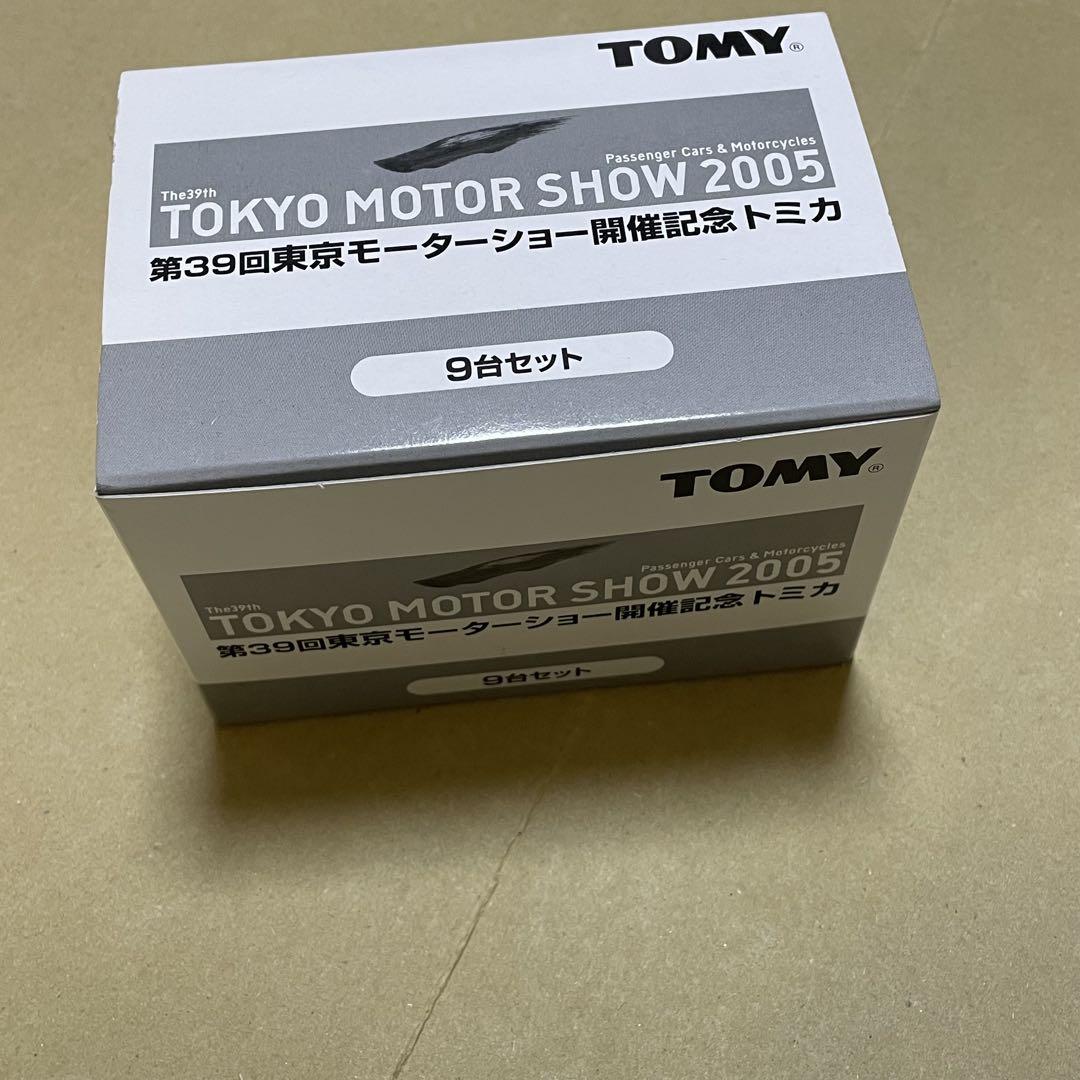 TOMY®
Passenger Cars & Motorcycles
The39th
TOKYO MOTOR SHOW 2005
第39回東京モーターショー開催記念トミカ
9台セット
TOMY®
Passenger Cars & Motorcycles
The39th
TOKYO MOTOR SHOW 2005
第39回東京モーターショー開催記念トミカ
9台セット